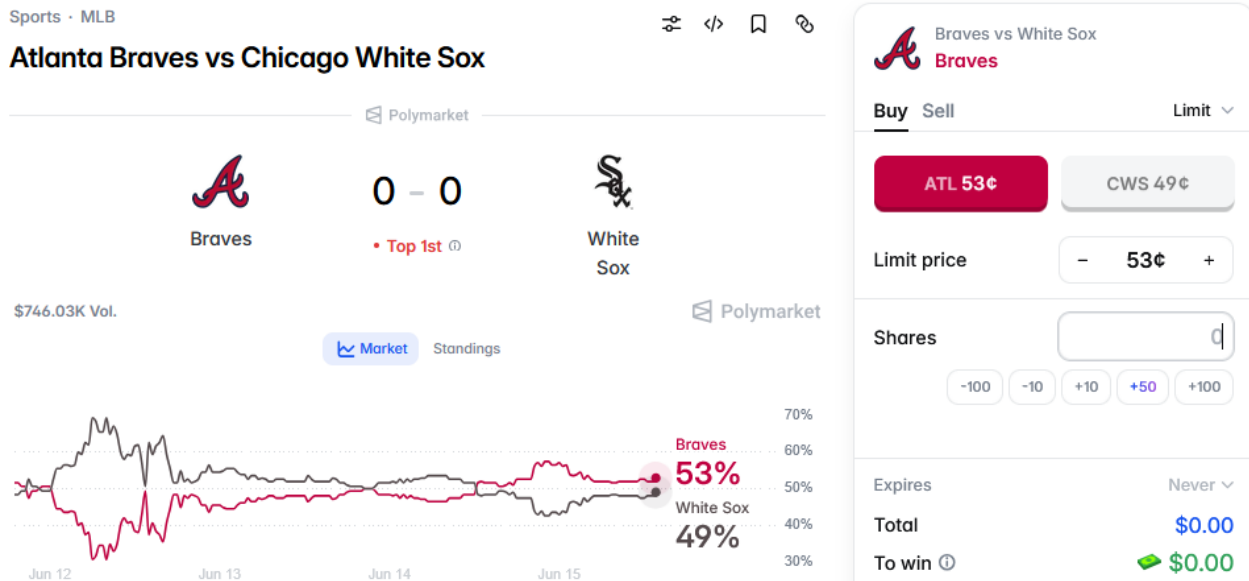 Sports · MLB
Atlanta Braves vs Chicago White Sox
Polymarket
Braves
0 - 0
• Top 1st
White
Sox
$746.03K Vol.
Polymarket
Market Standings
70%
60%
50%
40%
30%
Braves
53%
White Sox
49%
Jun 12 Jun 13 Jun 14 Jun 15
Braves vs White Sox
Braves
Buy Sell Limit
ATL 53¢ CWS 49¢
Limit price - 53¢ +
Shares 0
-100 -10 +10 +50 +100
Expires Never
Total $0.00
To win $0.00